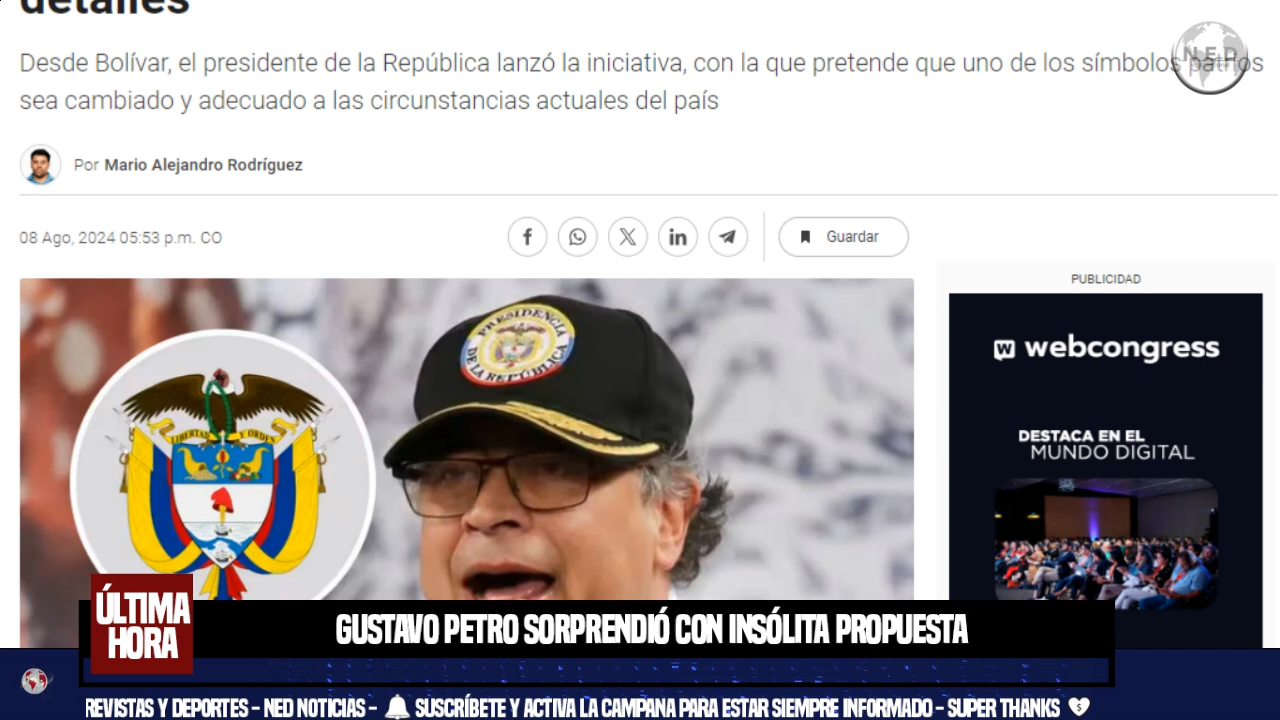 detalles
Desde Bolívar, el presidente de la República lanzó la iniciativa, con la que pretende que uno de los símbolos patrios
sea cambiado y adecuado a las circunstancias actuales del país
N.E.D
Por Mario Alejandro Rodríguez
08 Ago, 2024 05:53 p.m. CO
Guardar
PUBLICIDAD
webcongress
DESTACA EN EL
MUNDO DIGITAL
PRESIDENCIA
DE LA REPÚBLICA
LIBERTAD Y ORDEN
ÚLTIMA
HORA
GUSTAVO PETRO SORPRENDIÓ CON INSÓLITA PROPUESTA
REVISTAS Y DEPORTES - NED NOTICIAS - SUSCRÍBETE Y ACTIVA LA CAMPANA PARA ESTAR SIEMPRE INFORMADO - SUPER THANKS